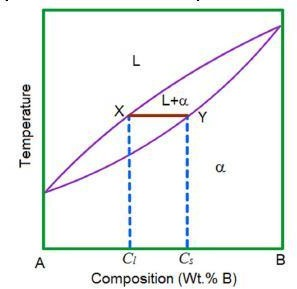 L
L+α
X
Y
Temperature
α
A
Cl
Cs
B
Composition (Wt.% B)